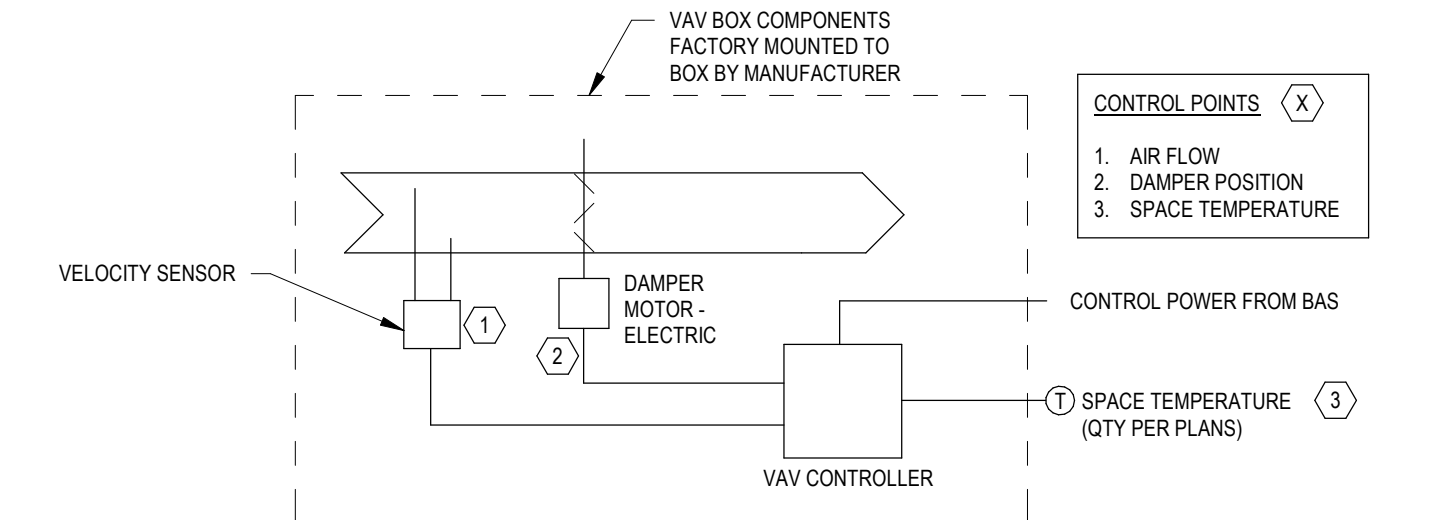 VAV BOX COMPONENTS
FACTORY MOUNTED TO
BOX BY MANUFACTURER
CONTROL POINTS X
1. AIR FLOW
2. DAMPER POSITION
3. SPACE TEMPERATURE
VELOCITY SENSOR
1
DAMPER
MOTOR -
ELECTRIC
2
CONTROL POWER FROM BAS
T SPACE TEMPERATURE 3
(QTY PER PLANS)
VAV CONTROLLER